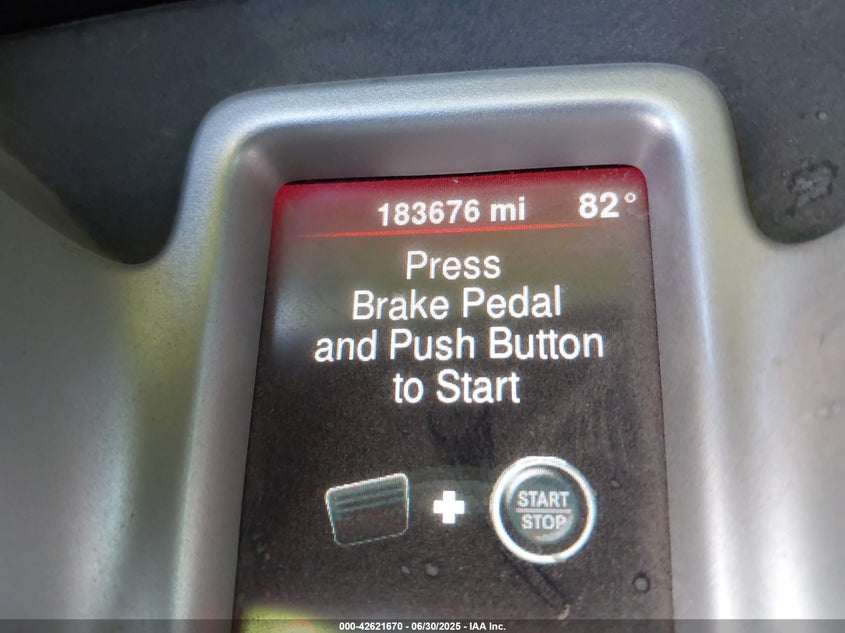 183676 mi 82°
Press
Brake Pedal
and Push Button
to Start
START
STOP
000-42621670 - 06/30/2025 - IAA Inc.